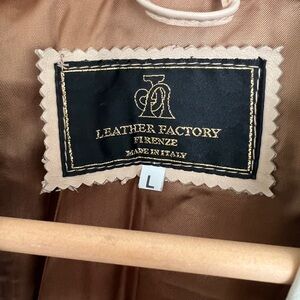 LEATHER FACTORY
FIRENZE
MADE IN ITALY
L